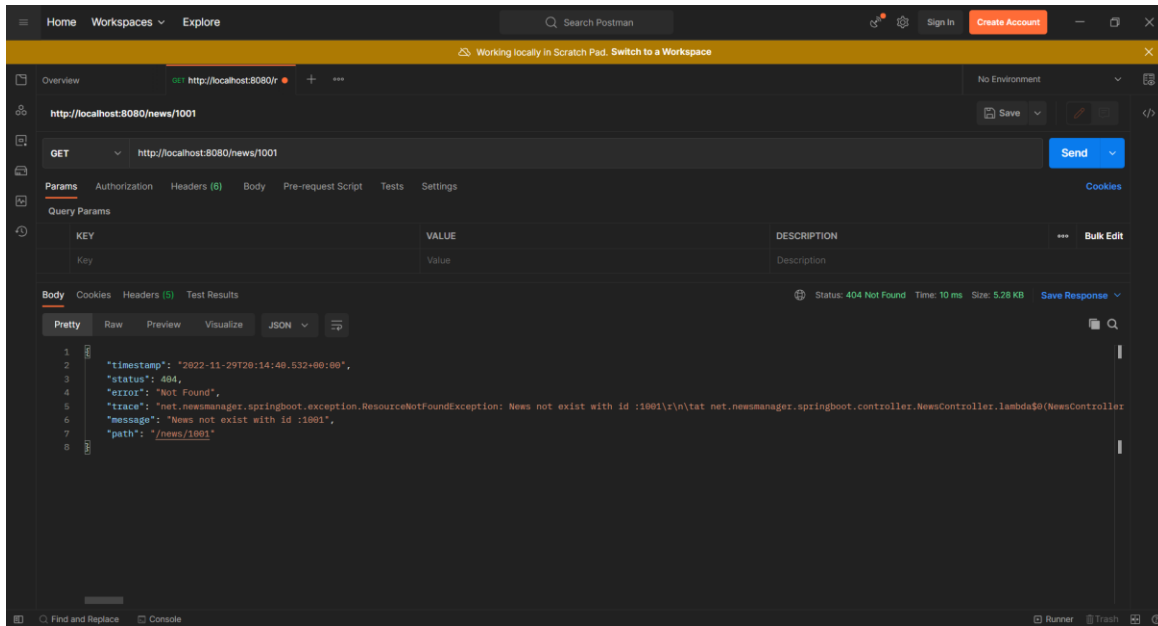 Home Workspaces Explore Search Postman Sign In Create Account
Working locally in Scratch Pad. Switch to a Workspace
Overview GET http://localhost:8080/r No Environment
http://localhost:8080/news/1001 Save
GET http://localhost:8080/news/1001 Send
Params Authorization Headers (6) Body Pre-request Script Tests Settings Cookies
Query Params
KEY VALUE DESCRIPTION Bulk Edit
Key Value Description
Body Cookies Headers (5) Test Results Status: 404 Not Found Time: 10 ms Size: 5.28 KB Save Response
Pretty Raw Preview Visualize JSON
1 {
2 "timestamp": "2022-11-29T20:14:40.532+00:00",
3 "status": 404,
4 "error": "Not Found",
5 "trace": "net.newsmanager.springboot.exception.ResourceNotFoundException: News not exist with id :1001\r\n\tat net.newsmanager.springboot.controller.NewsController.lambda$0(NewsController
6 "message": "News not exist with id :1001",
7 "path": "/news/1001"
8 }
Find and Replace Console Runner Trash